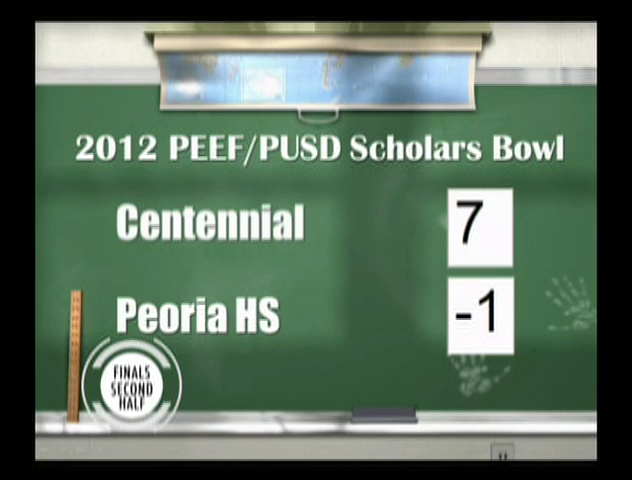 2012 PEEF/PUSD Scholars Bowl
Centennial 7
Peoria HS -1
FINALS
SECOND
HALF